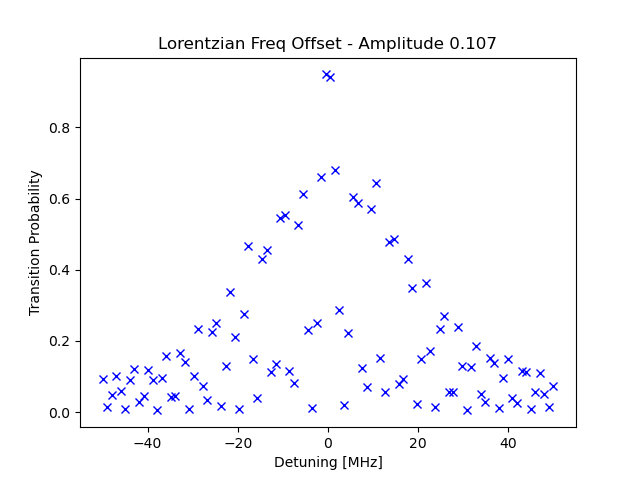 Lorentzian Freq Offset - Amplitude 0.107
Transition Probability
0.8
0.6
0.4
0.2
0.0
−40 −20 0 20 40
Detuning [MHz]